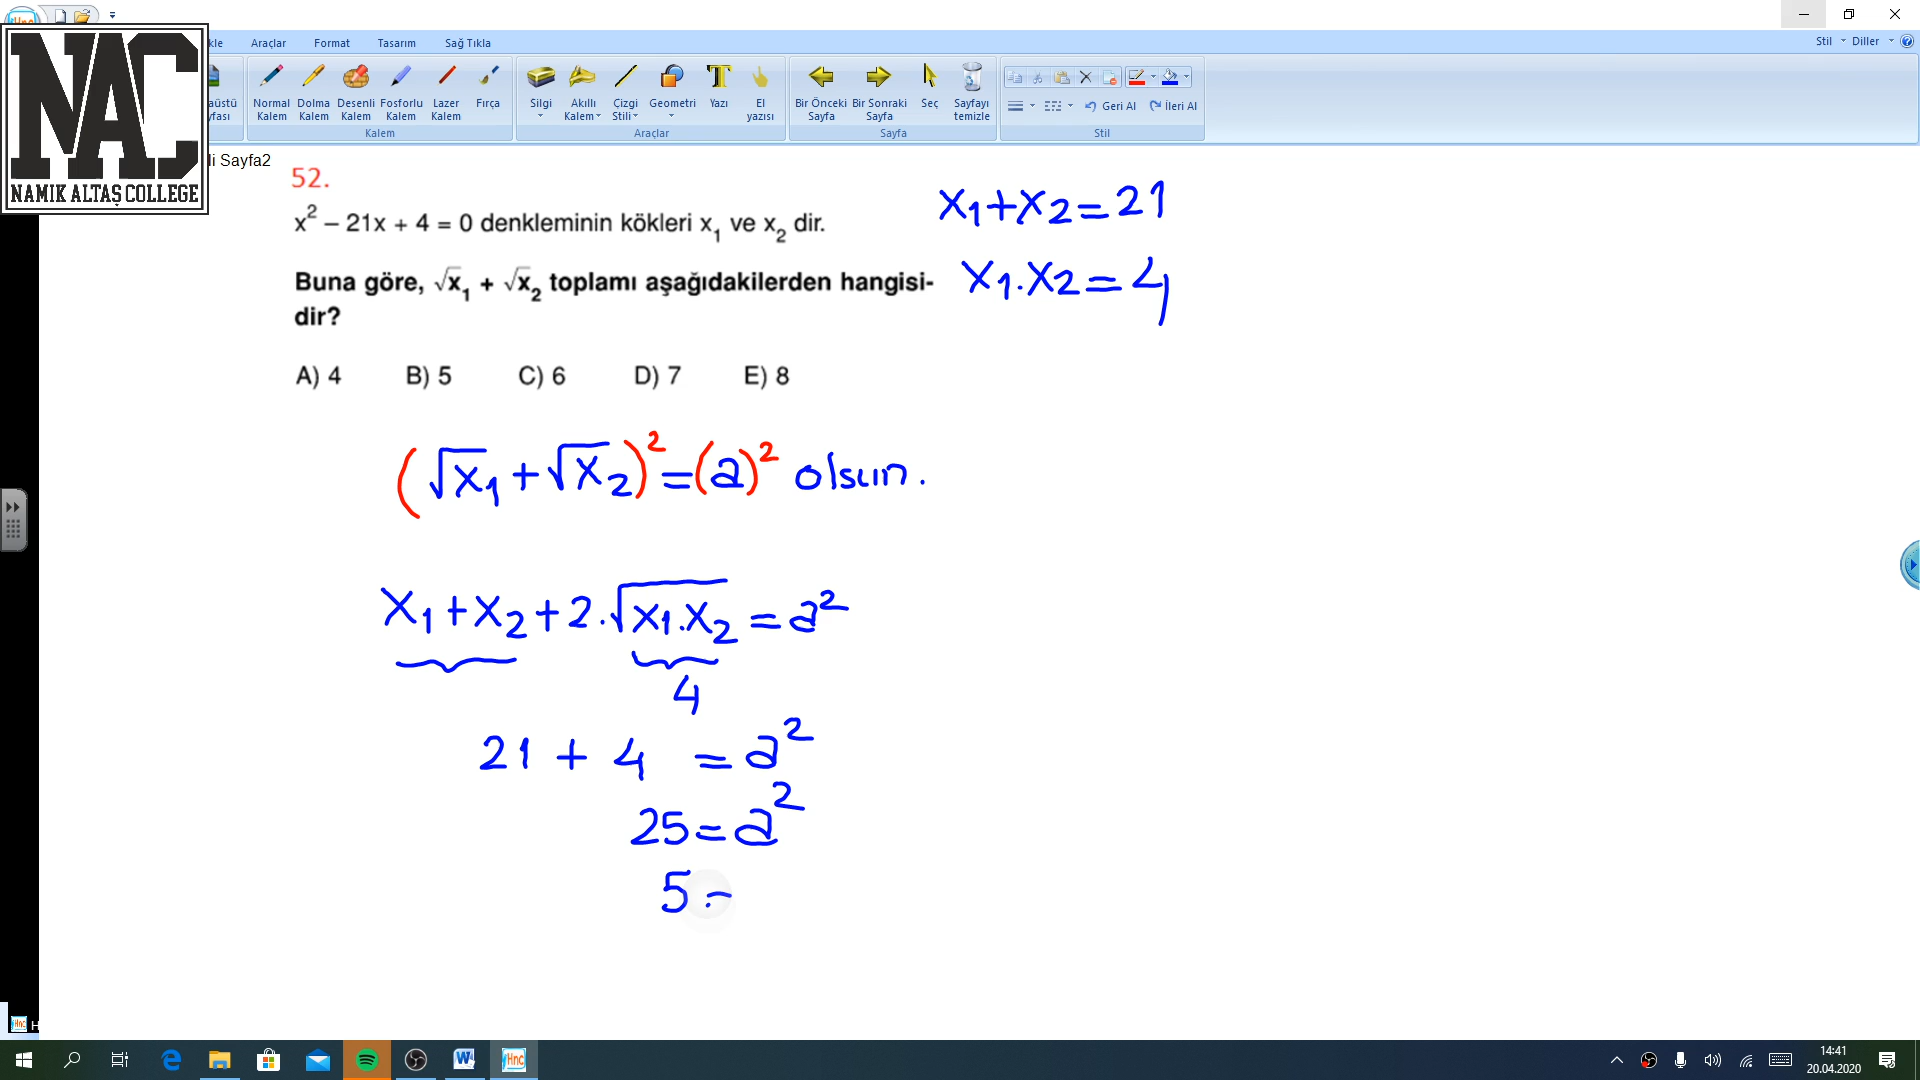 Araçlar Format Tasarım Sağ Tıkla Stil Diller
NAC
NAMIK ALTAŞ COLLEGE
Normal Kalem
Dolma Kalem
Desenli Kalem
Fosforlu Kalem
Lazer Kalem
Fırça
Kalem
Silgi
Akıllı Kalem
Çizgi Stili
Geometri
Yazı
El yazısı
Araçlar
Bir Önceki Sayfa
Bir Sonraki Sayfa
Seç
Sayfayı temizle
Sayfa
Geri Al
İleri Al
Stil
Sayfa2
52.
x² – 21x + 4 = 0 denkleminin kökleri x₁ ve x₂ dir.
Buna göre, √x₁ + √x₂ toplamı aşağıdakilerden hangisi-
dir?
A) 4 B) 5 C) 6 D) 7 E) 8
x₁+x₂=21
x₁.x₂=4
(√x₁+√x₂)²=(a)² olsun.
x₁+x₂+2.√x₁.x₂=a²
4
21 + 4 = a²
25=a²
5=
Hnc
14:41
20.04.2020